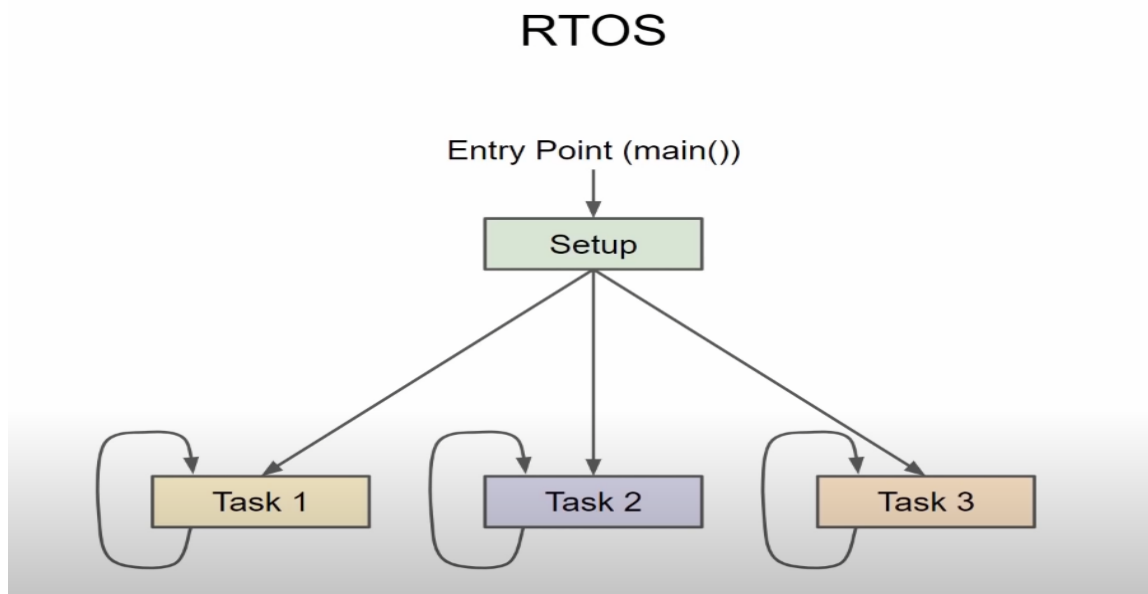 RTOS
Entry Point (main())
Setup
Task 1
Task 2
Task 3